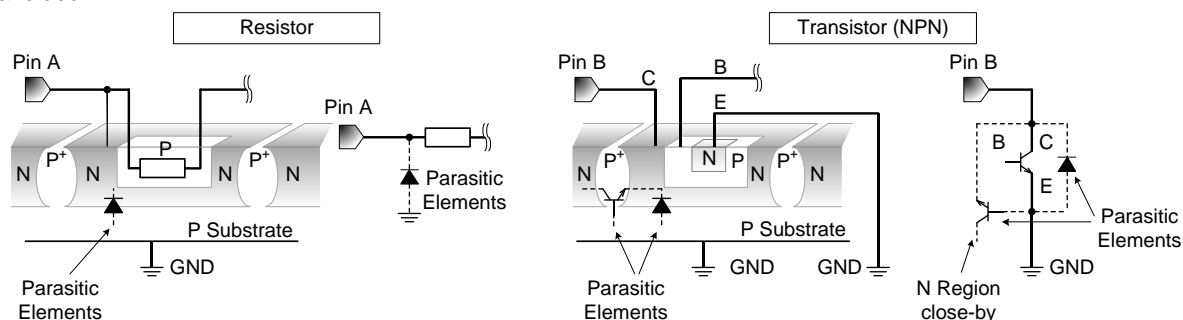 Resistor
Transistor (NPN)
Pin A
Pin B
C
B
E
Pin B
Pin A
N
P+
N
P
N
P+
N
Parasitic
Elements
N
P+
N
N
P
P+
N
N
B
C
E
Parasitic
Elements
P Substrate
GND
Parasitic
Elements
P Substrate
GND
GND
Parasitic
Elements
GND
N Region
close-by